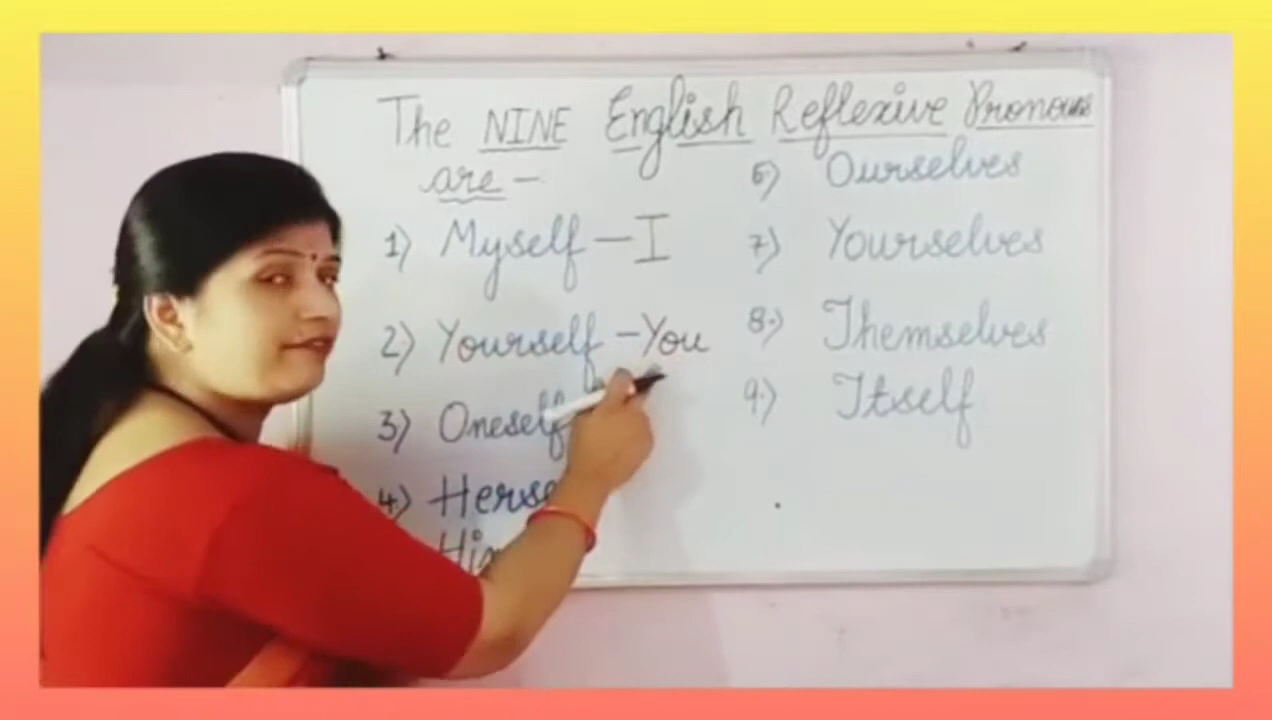 The NINE English Reflexive Pronouns
are –
1) Myself – I
2) Yourself – You
3) Oneself
4)
6) Ourselves
7) Yourselves
8) Themselves
9) Itself